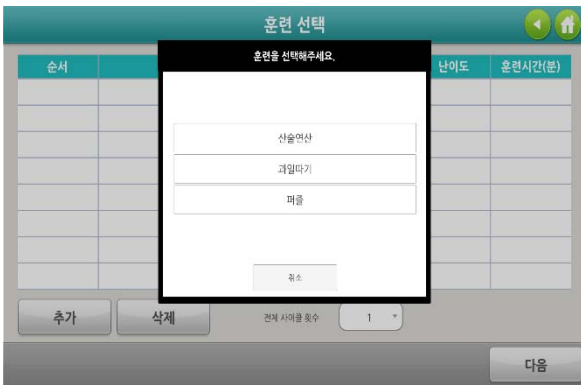 훈련 선택
훈련을 선택해주세요.
순서 난이도 훈련시간(분)
산술연산
과일따기
퍼즐
취소
추가 삭제 전체 사이클 횟수 1
다음